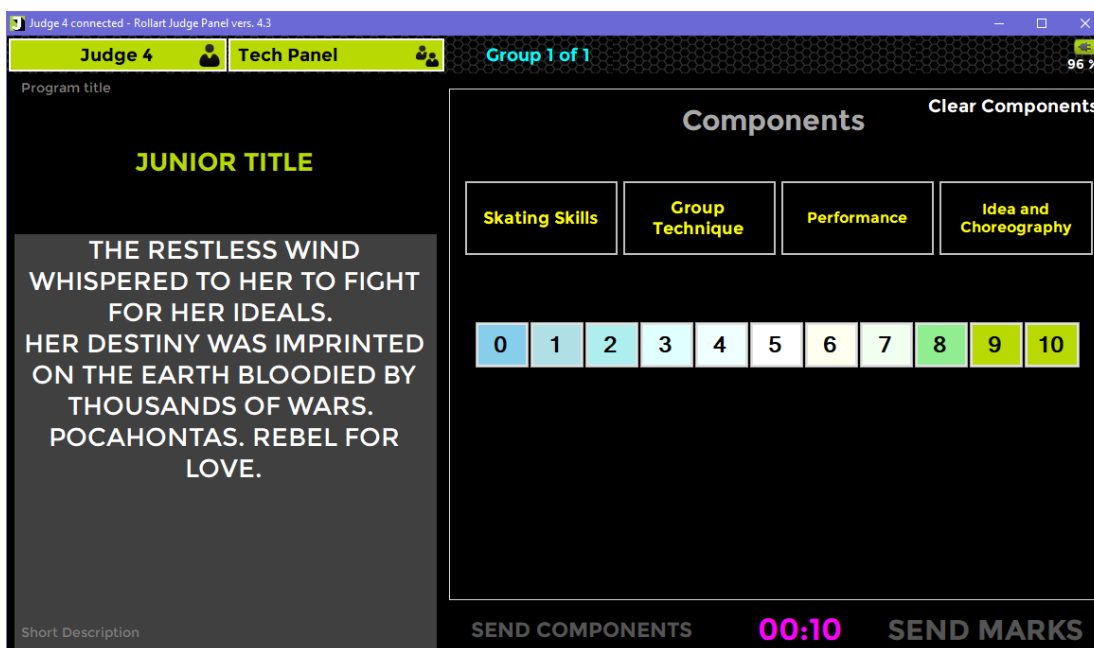 Judge 4 connected - Rollart Judge Panel vers. 4.3
Judge 4
Tech Panel
Group 1 of 1
96 %
Program title
JUNIOR TITLE
THE RESTLESS WIND
WHISPERED TO HER TO FIGHT
FOR HER IDEALS.
HER DESTINY WAS IMPRINTED
ON THE EARTH BLOODIED BY
THOUSANDS OF WARS.
POCAHONTAS. REBEL FOR
LOVE.
Short Description
Components
Clear Components
Skating Skills
Group
Technique
Performance
Idea and
Choreography
0 1 2 3 4 5 6 7 8 9 10
SEND COMPONENTS
00:10
SEND MARKS